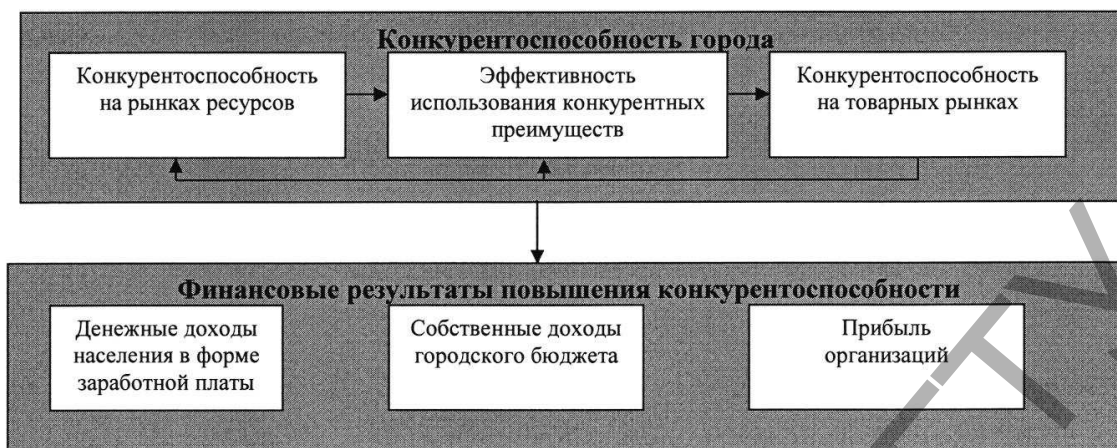 Конкурентоспособность города
Конкурентоспособность
на рынках ресурсов
Эффективность
использования конкурентных
преимуществ
Конкурентоспособность
на товарных рынках
Финансовые результаты повышения конкурентоспособности
Денежные доходы
населения в форме
заработной платы
Собственные доходы
городского бюджета
Прибыль
организаций